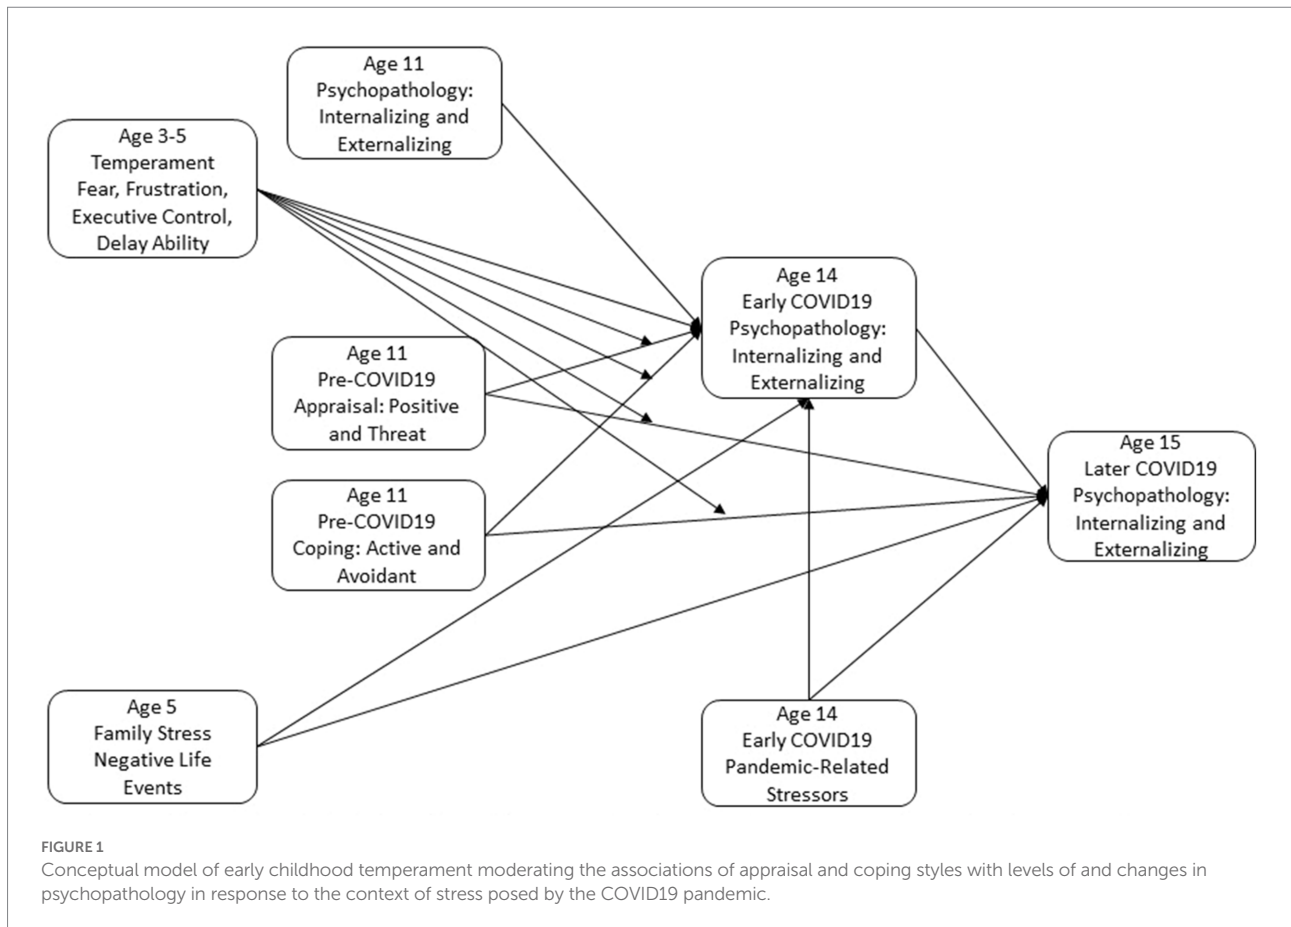 Age 11
Psychopathology:
Internalizing and
Externalizing
Age 3-5
Temperament
Fear, Frustration,
Executive Control,
Delay Ability
Age 14
Early COVID19
Psychopathology:
Internalizing and
Externalizing
Age 11
Pre-COVID19
Appraisal: Positive
and Threat
Age 11
Pre-COVID19
Coping: Active and
Avoidant
Age 15
Later COVID19
Psychopathology:
Internalizing and
Externalizing
Age 5
Family Stress
Negative Life
Events
Age 14
Early COVID19
Pandemic-Related
Stressors
FIGURE 1
Conceptual model of early childhood temperament moderating the associations of appraisal and coping styles with levels of and changes in
psychopathology in response to the context of stress posed by the COVID19 pandemic.